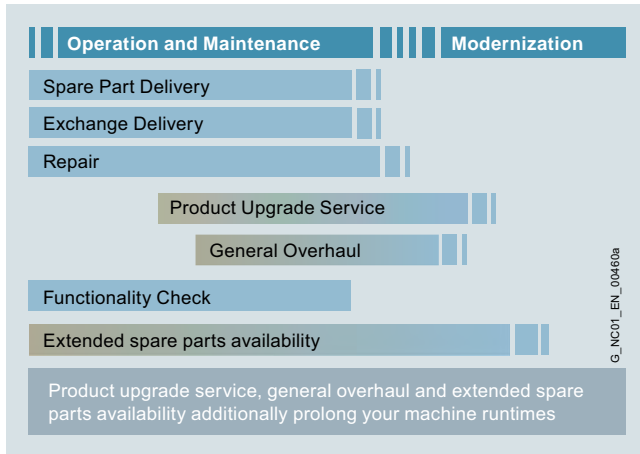 Operation and Maintenance Modernization
Spare Part Delivery
Exchange Delivery
Repair
Product Upgrade Service
General Overhaul
Functionality Check
Extended spare parts availability
G_NC01_EN_00460a
Product upgrade service, general overhaul and extended spare
parts availability additionally prolong your machine runtimes